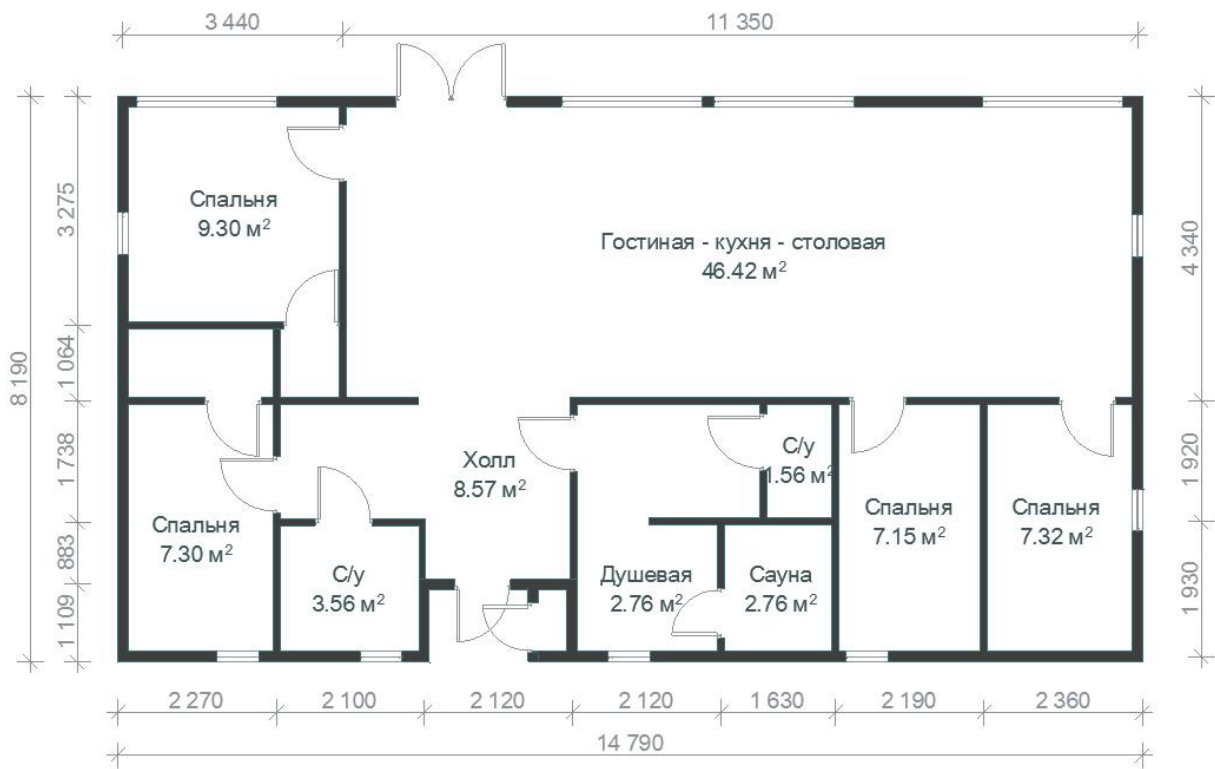 3 440
11 350
8 190
3 275
1 064
1 738
883
1 109
4 340
1 920
1 930
Спальня
9.30 м²
Гостиная - кухня - столовая
46.42 м²
С/у
1.56 м²
Холл
8.57 м²
Спальня
7.30 м²
С/у
3.56 м²
Душевая
2.76 м²
Сауна
2.76 м²
Спальня
7.15 м²
Спальня
7.32 м²
2 270
2 100
2 120
2 120
1 630
2 190
2 360
14 790